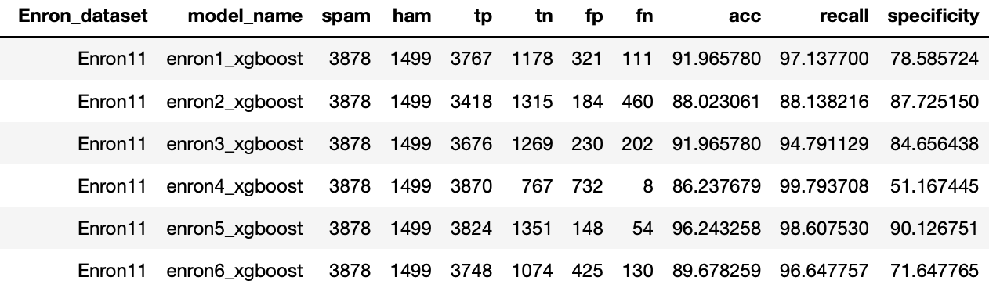 Enron_dataset model_name spam ham tp tn fp fn acc recall specificity
Enron11 enron1_xgboost 3878 1499 3767 1178 321 111 91.965780 97.137700 78.585724
Enron11 enron2_xgboost 3878 1499 3418 1315 184 460 88.023061 88.138216 87.725150
Enron11 enron3_xgboost 3878 1499 3676 1269 230 202 91.965780 94.791129 84.656438
Enron11 enron4_xgboost 3878 1499 3870 767 732 8 86.237679 99.793708 51.167445
Enron11 enron5_xgboost 3878 1499 3824 1351 148 54 96.243258 98.607530 90.126751
Enron11 enron6_xgboost 3878 1499 3748 1074 425 130 89.678259 96.647757 71.647765